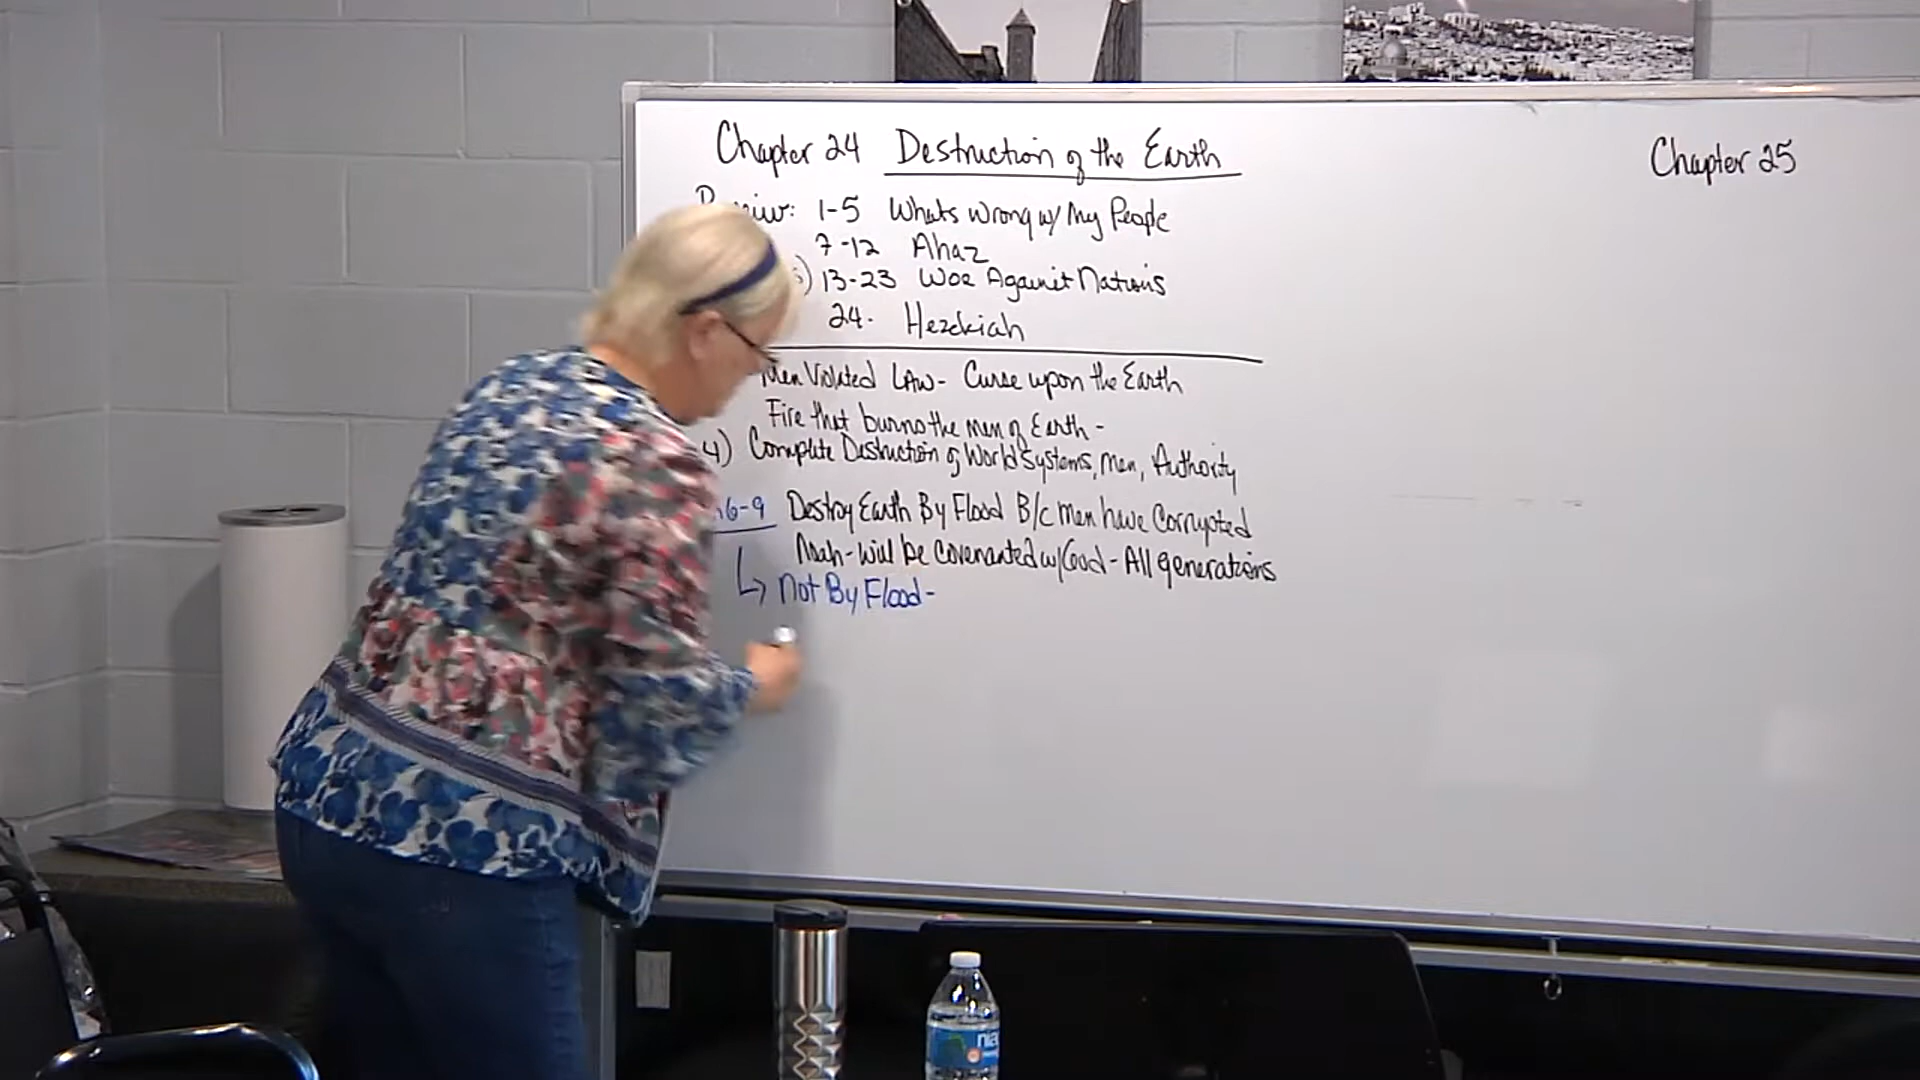 Chapter 24 Destruction of the Earth
Chapter 25
1-5 Whats Wrong w/ My People
7-12 Ahaz
13-23 Woe Against Nations
24. Hezekiah
Men Violated LAW - Curse upon the Earth
Fire that burns the men of Earth -
4) Complete Destruction of World Systems, Men, Authority
6-9 Destroy Earth By Flood B/c Men have Corrupted
Noah - will be Covenanted w/ God - All generations
Not By Flood -